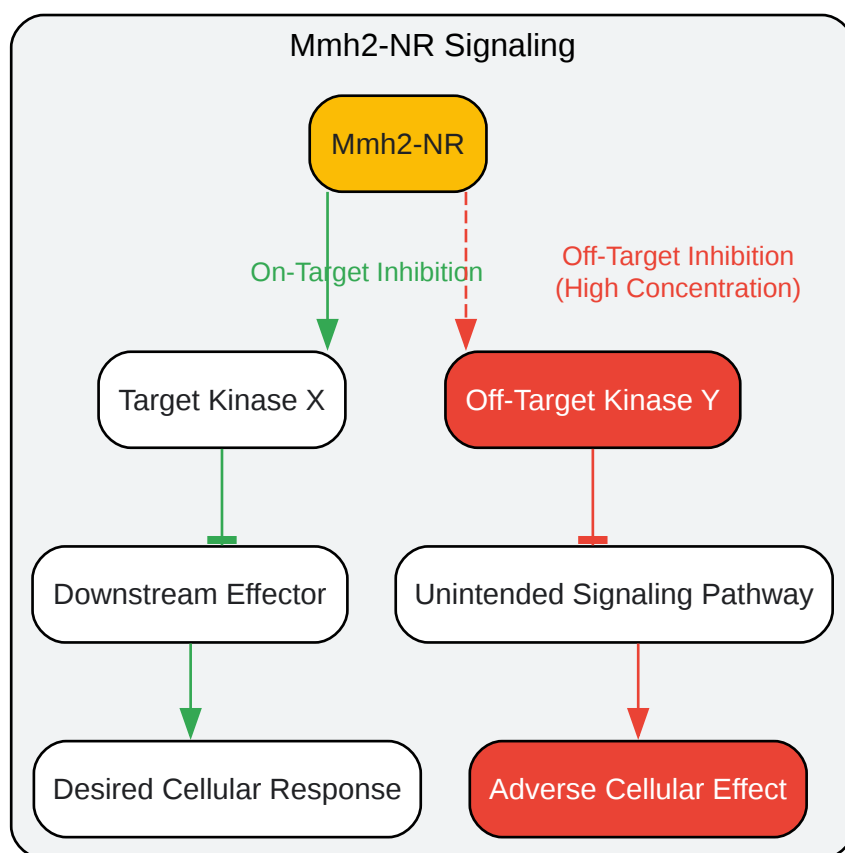 Mmh2-NR Signaling
Mmh2-NR
On-Target Inhibition
Off-Target Inhibition
(High Concentration)
Target Kinase X
Off-Target Kinase Y
Downstream Effector
Unintended Signaling Pathway
Desired Cellular Response
Adverse Cellular Effect